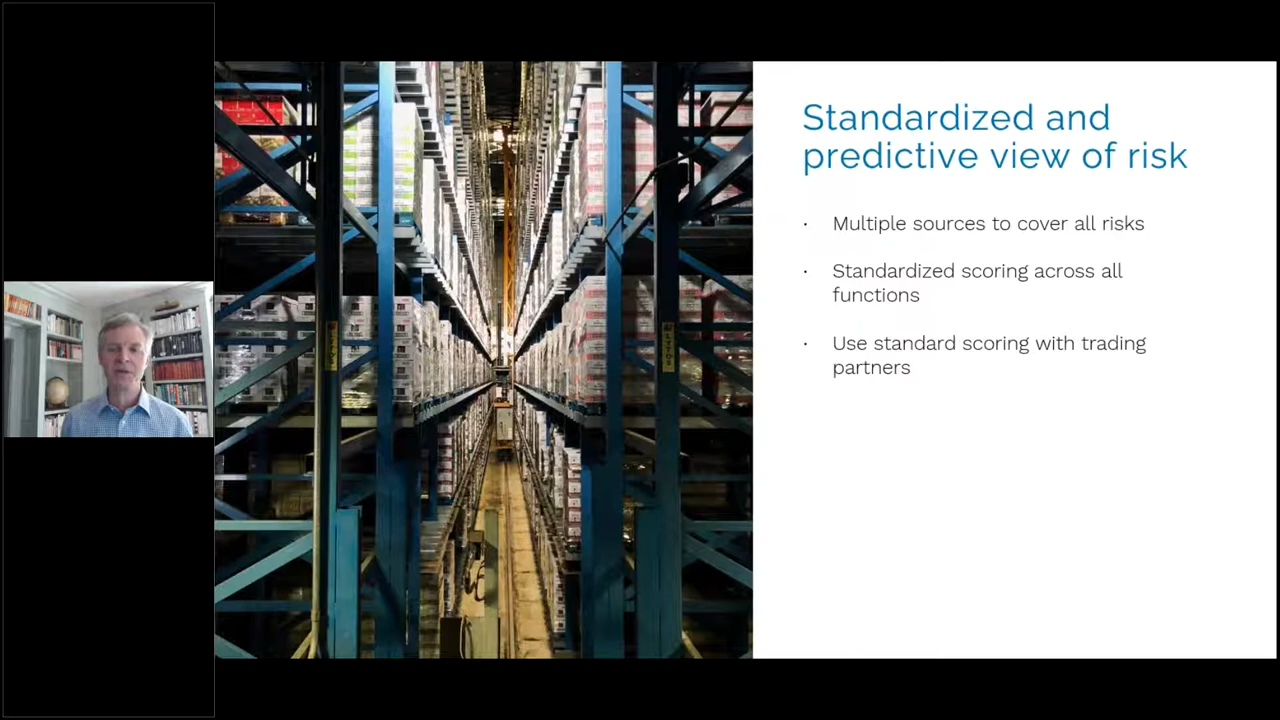 Standardized and
predictive view of risk
· Multiple sources to cover all risks
· Standardized scoring across all
functions
· Use standard scoring with trading
partners